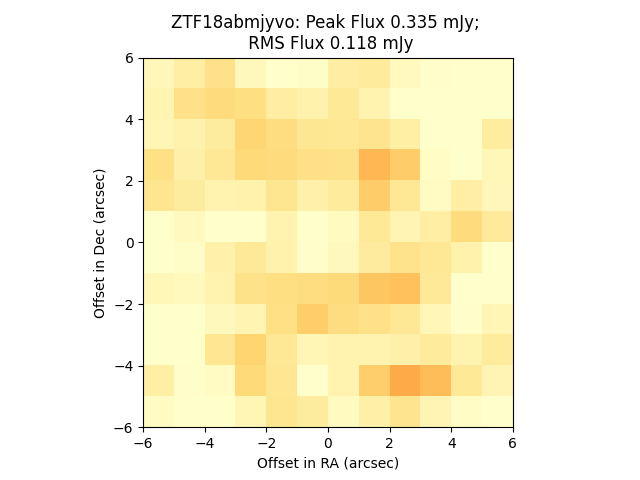 ZTF18abmjyvo: Peak Flux 0.335 mJy;
RMS Flux 0.118 mJy
6
4
2
0
−2
−4
−6
Offset in Dec (arcsec)
−6 −4 −2 0 2 4 6
Offset in RA (arcsec)